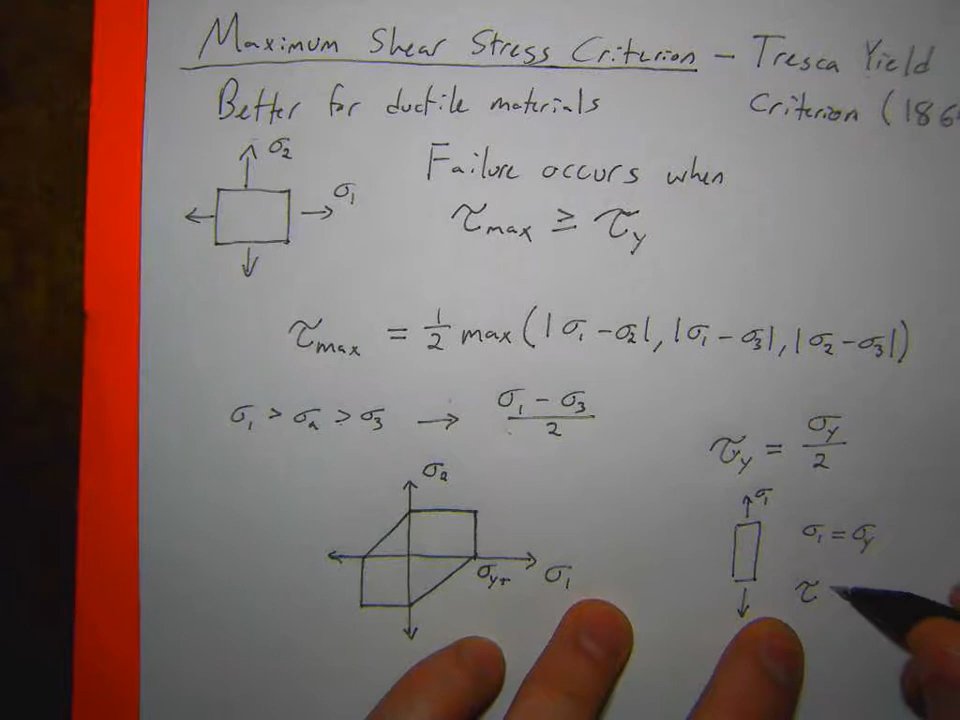 Maximum Shear Stress Criterion – Tresca Yield
Better for ductile materials
Criterion (186
σ2
σ1
Failure occurs when
τmax ≥ τy
τmax = 1/2 max(|σ1 – σ2|, |σ1 – σ3|, |σ2 – σ3|)
σ1 > σ2 > σ3 → σ1 – σ3 / 2
τy = σy / 2
σ2
σyt
σ1
σ1
σ1 = σy
τ